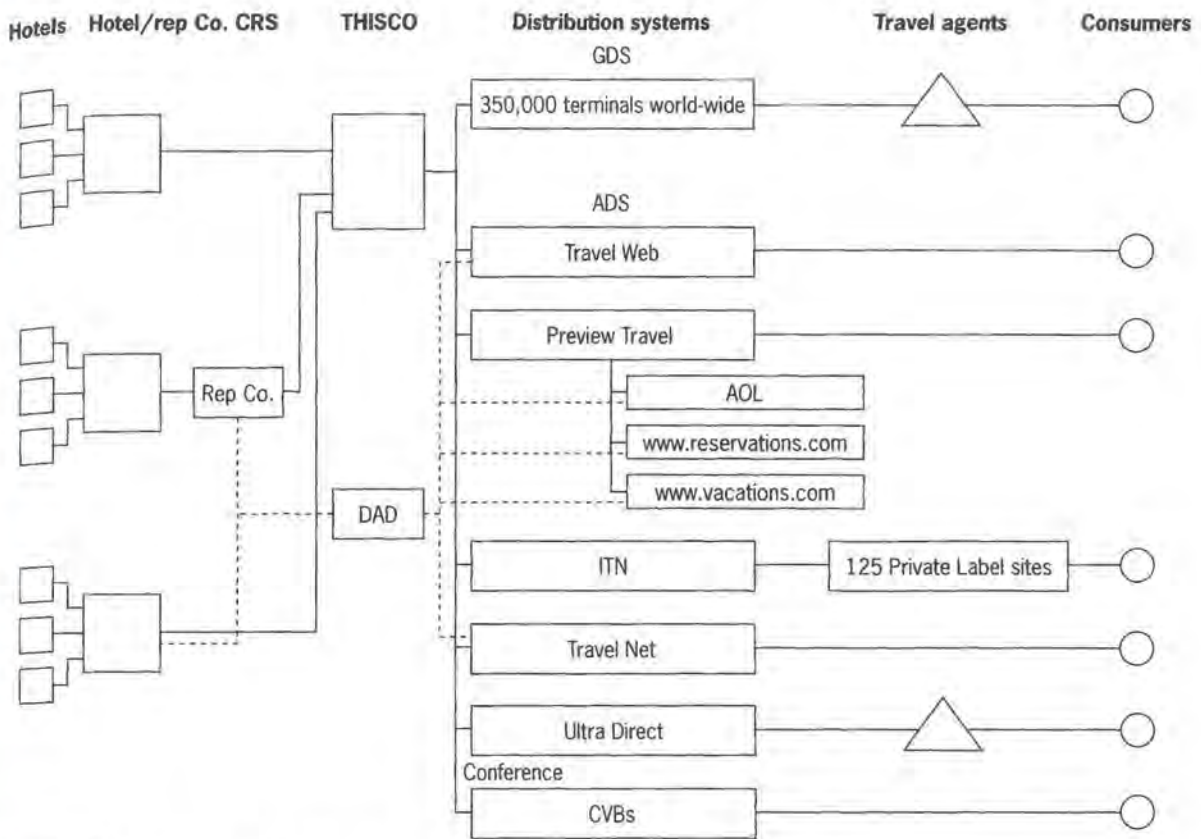 Hotels Hotel/rep Co. CRS THISCO Distribution systems Travel agents Consumers
GDS
350,000 terminals world-wide
ADS
Travel Web
Preview Travel
Rep Co.
AOL
www.reservations.com
www.vacations.com
DAD
ITN
125 Private Label sites
Travel Net
Ultra Direct
Conference
CVBs